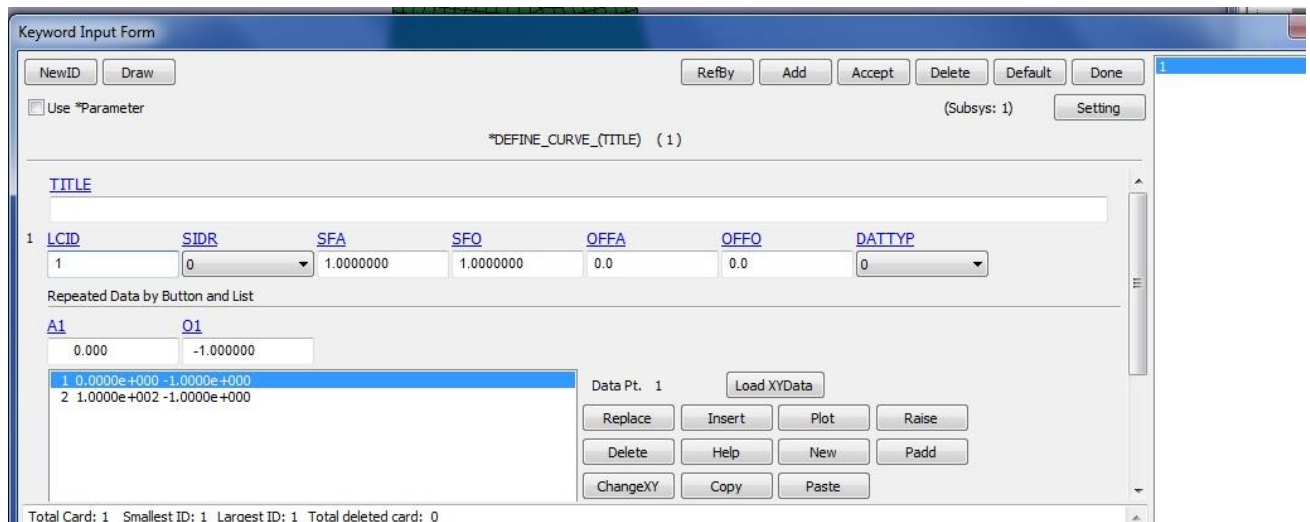 Keyword Input Form
NewID Draw RefBy Add Accept Delete Default Done
1
Use *Parameter (Subsys: 1) Setting
*DEFINE_CURVE_(TITLE) (1)
TITLE
1 LCID SIDR SFA SFO OFFA OFFO DATTYP
1 0 1.0000000 1.0000000 0.0 0.0 0
Repeated Data by Button and List
A1 O1
0.000 -1.000000
1 0.0000e+000 -1.0000e+000
2 1.0000e+002 -1.0000e+000
Data Pt. 1 Load XYData
Replace Insert Plot Raise
Delete Help New Padd
ChangeXY Copy Paste
Total Card: 1 Smallest ID: 1 Largest ID: 1 Total deleted card: 0